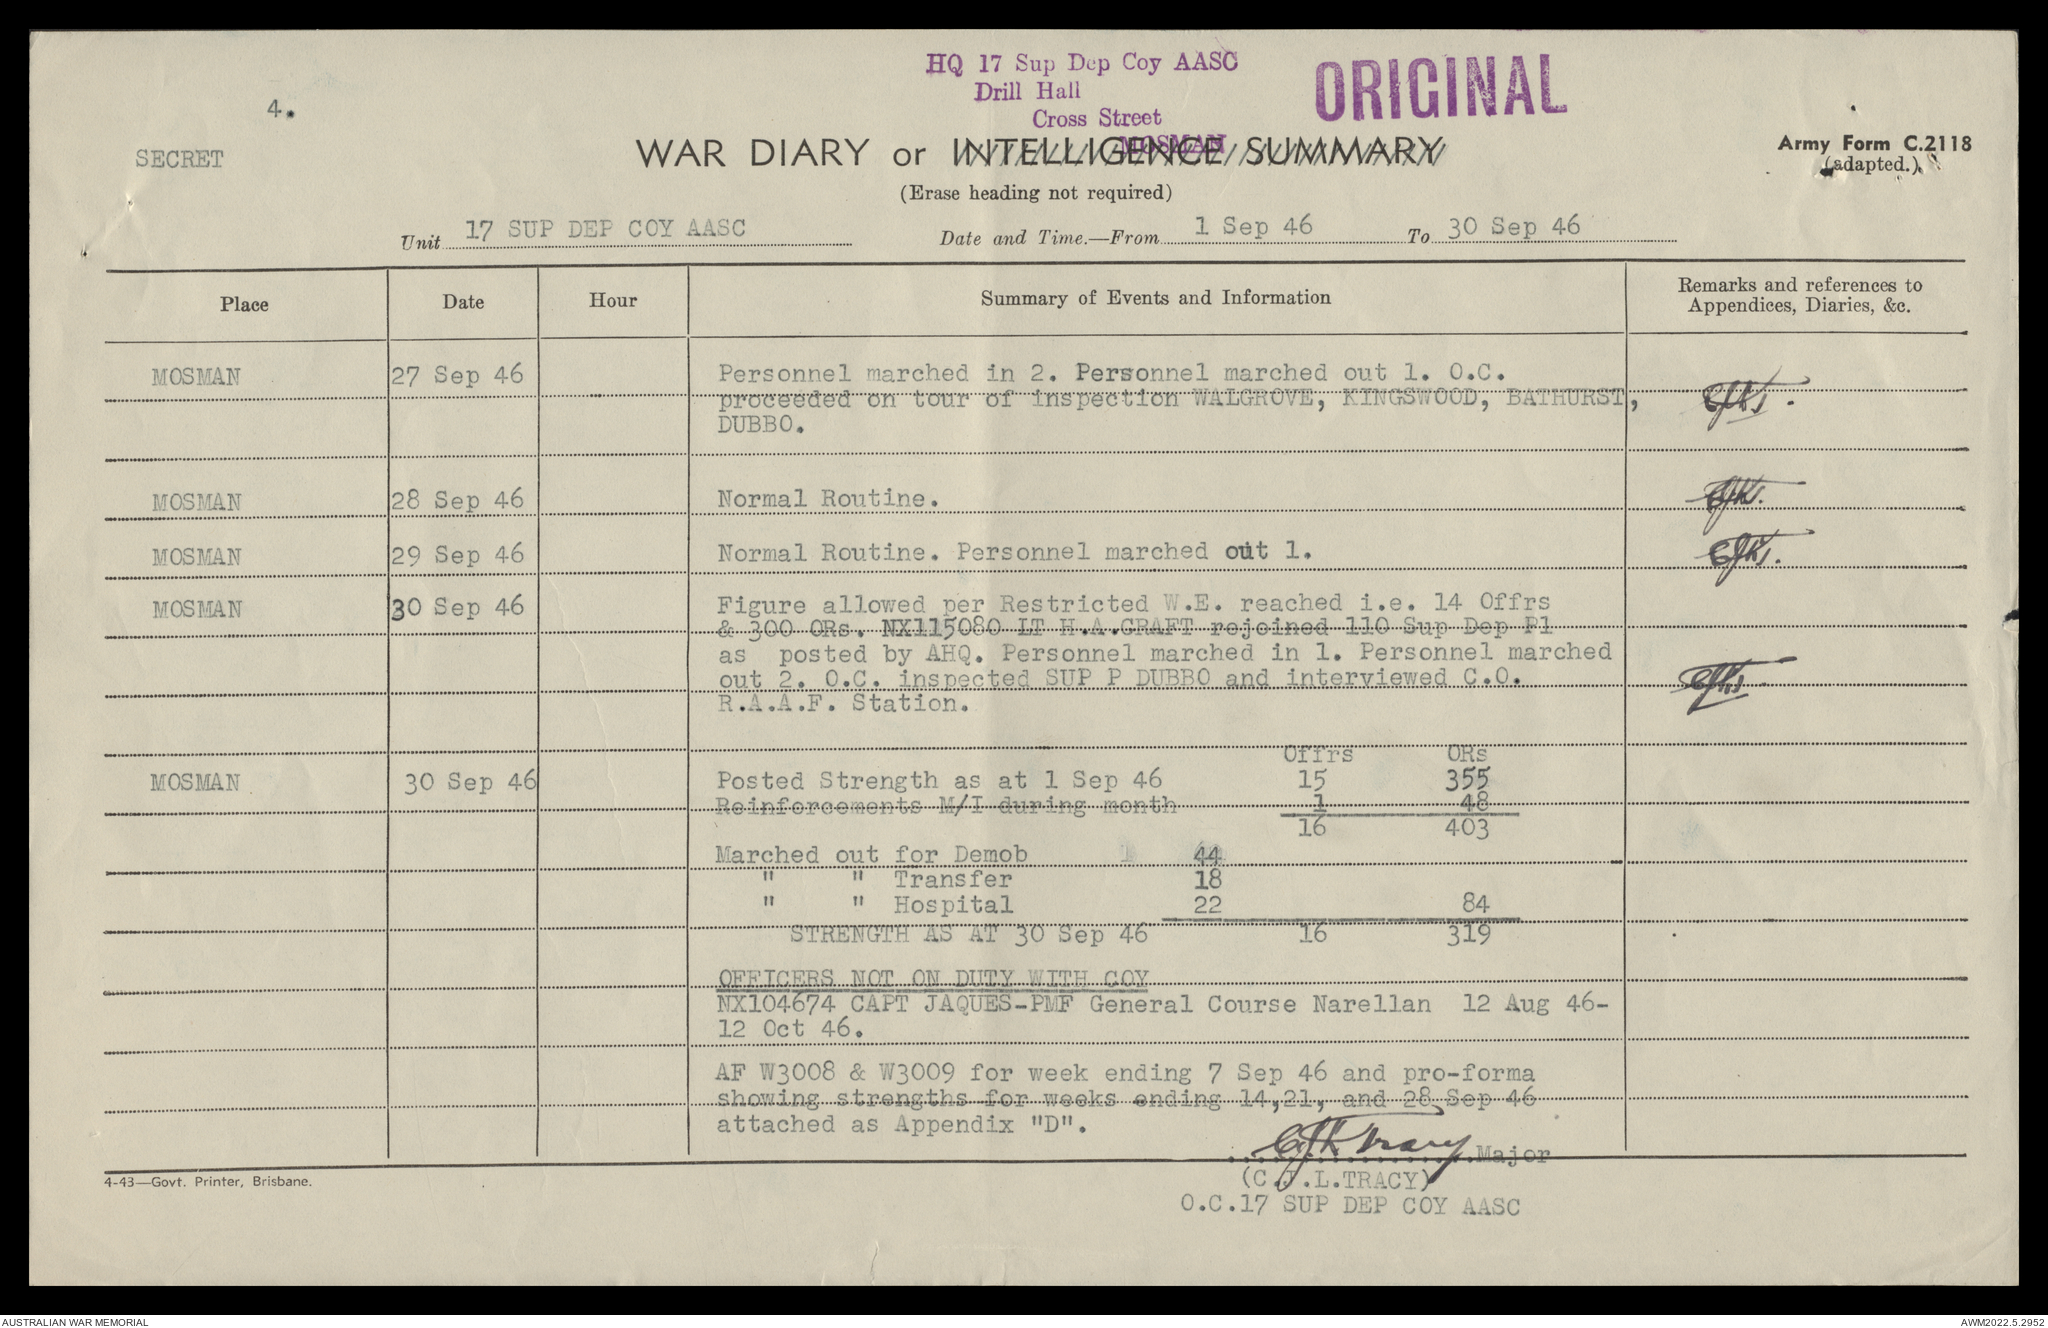 HQ 17 Sup Dep Coy AASC
Drill Hall
Cross Street
MOSMAN
ORIGINAL
4.
SECRET
WAR DIARY or INTELLIGENCE SUMMARY
(Erase heading not required)
Army Form C.2118
(adapted.)
Unit 17 SUP DEP COY AASC Date and Time.—From 1 Sep 46 To 30 Sep 46
Place Date Hour Summary of Events and Information Remarks and references to
Appendices, Diaries, &c.
MOSMAN 27 Sep 46 Personnel marched in 2. Personnel marched out 1. O.C.
proceeded on tour of inspection WALGROVE, KINGSWOOD, BATHURST,
DUBBO.
MOSMAN 28 Sep 46 Normal Routine.
MOSMAN 29 Sep 46 Normal Routine. Personnel marched out 1.
MOSMAN 30 Sep 46 Figure allowed per Restricted W.E. reached i.e. 14 Offrs
& 300 ORs. NX115080 LT H.A.CRAFT rejoined 110 Sup Dep Pl
as posted by AHQ. Personnel marched in 1. Personnel marched
out 2. O.C. inspected SUP P DUBBO and interviewed C.O.
R.A.A.F. Station.
Offrs ORs
MOSMAN 30 Sep 46 Posted Strength as at 1 Sep 46 15 355
Reinforcements M/I during month 1 48
16 403
Marched out for Demob 44
" " Transfer 18
" " Hospital 22 84
STRENGTH AS AT 30 Sep 46 16 319
OFFICERS NOT ON DUTY WITH COY
NX104674 CAPT JAQUES-PMF General Course Narellan 12 Aug 46-
12 Oct 46.
AF W3008 & W3009 for week ending 7 Sep 46 and pro-forma
showing strengths for weeks ending 14,21, and 28 Sep 46
attached as Appendix "D".
Major
(C.J.L.TRACY)
O.C.17 SUP DEP COY AASC
4-43—Govt. Printer, Brisbane.
AUSTRALIAN WAR MEMORIAL AWM2022.5.2952